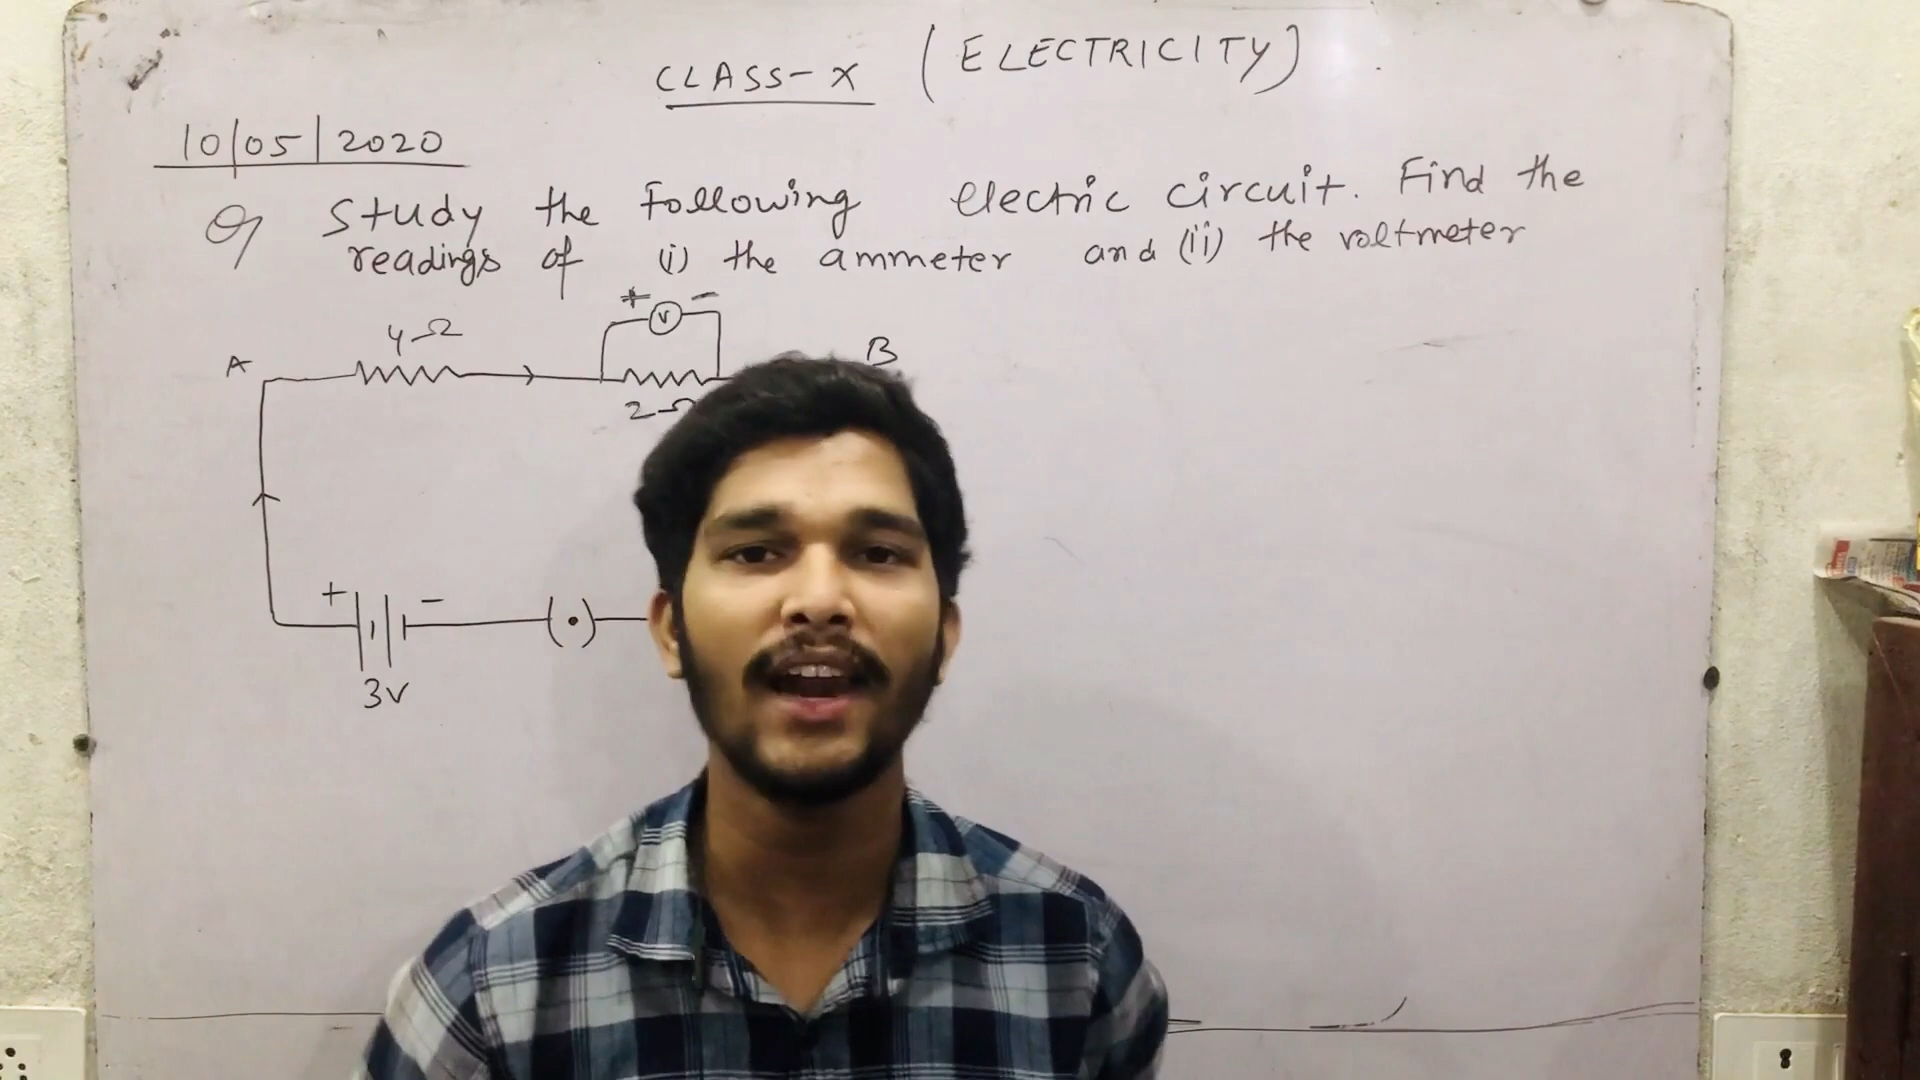 CLASS-X (ELECTRICITY)
10/05/2020
Q Study the following electric circuit. Find the
readings of (i) the ammeter and (ii) the voltmeter
+ -
V
4Ω
A
B
2Ω
+ -
3V